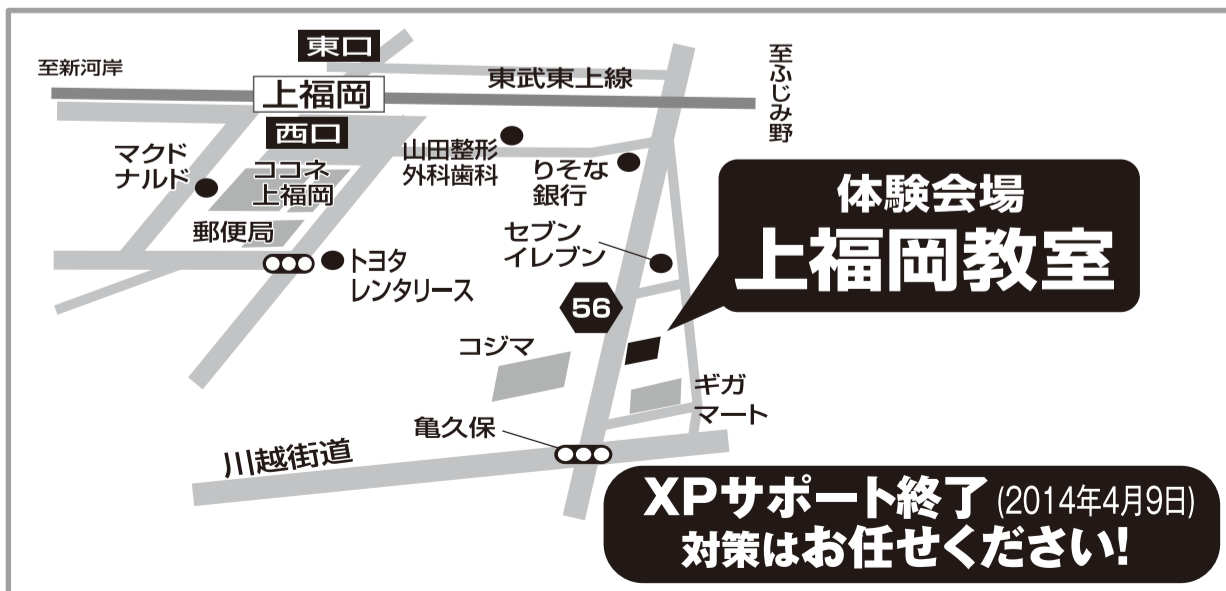 東口
至新河岸
上福岡
東武東上線
至ふじみ野
西口
マクド
ナルド
ココネ
上福岡
山田整形
外科歯科
りそな
銀行
郵便局
セブン
イレブン
トヨタ
レンタリース
体験会場
上福岡教室
56
コジマ
ギガ
マート
亀久保
川越街道
XPサポート終了(2014年4月9日)
対策はお任せください!